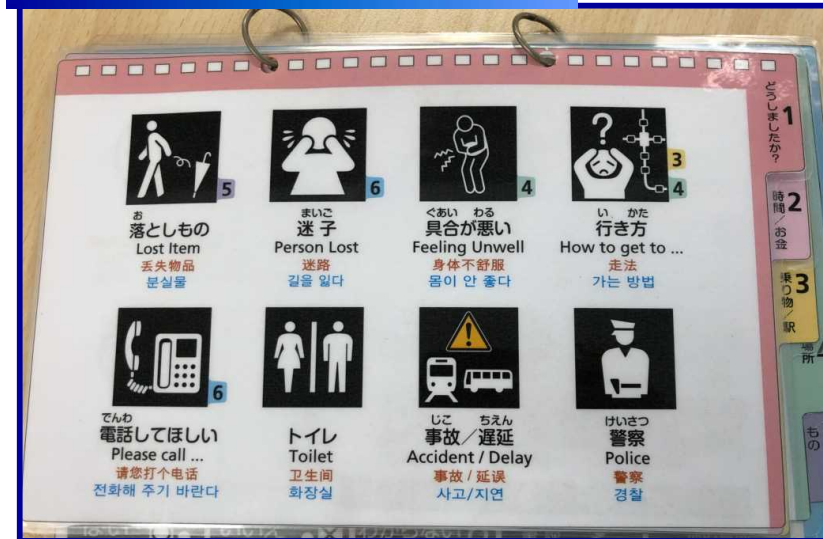 5
お
落としもの
Lost Item
丢失物品
분실물
6
まいご
迷子
Person Lost
迷路
길을 잃다
4
ぐあい わる
具合が悪い
Feeling Unwell
身体不舒服
몸이 안 좋다
?
3
4
い かた
行き方
How to get to ...
走法
가는 방법
6
でんわ
電話してほしい
Please call ...
请您打个电话
전화해 주기 바란다
トイレ
Toilet
卫生间
화장실
じこ ちえん
事故/遅延
Accident / Delay
事故 / 延误
사고/지연
けいさつ
警察
Police
警察
경찰
どうしましたか?
1
時間/お金
2
乗り物/駅
3
場所
もの